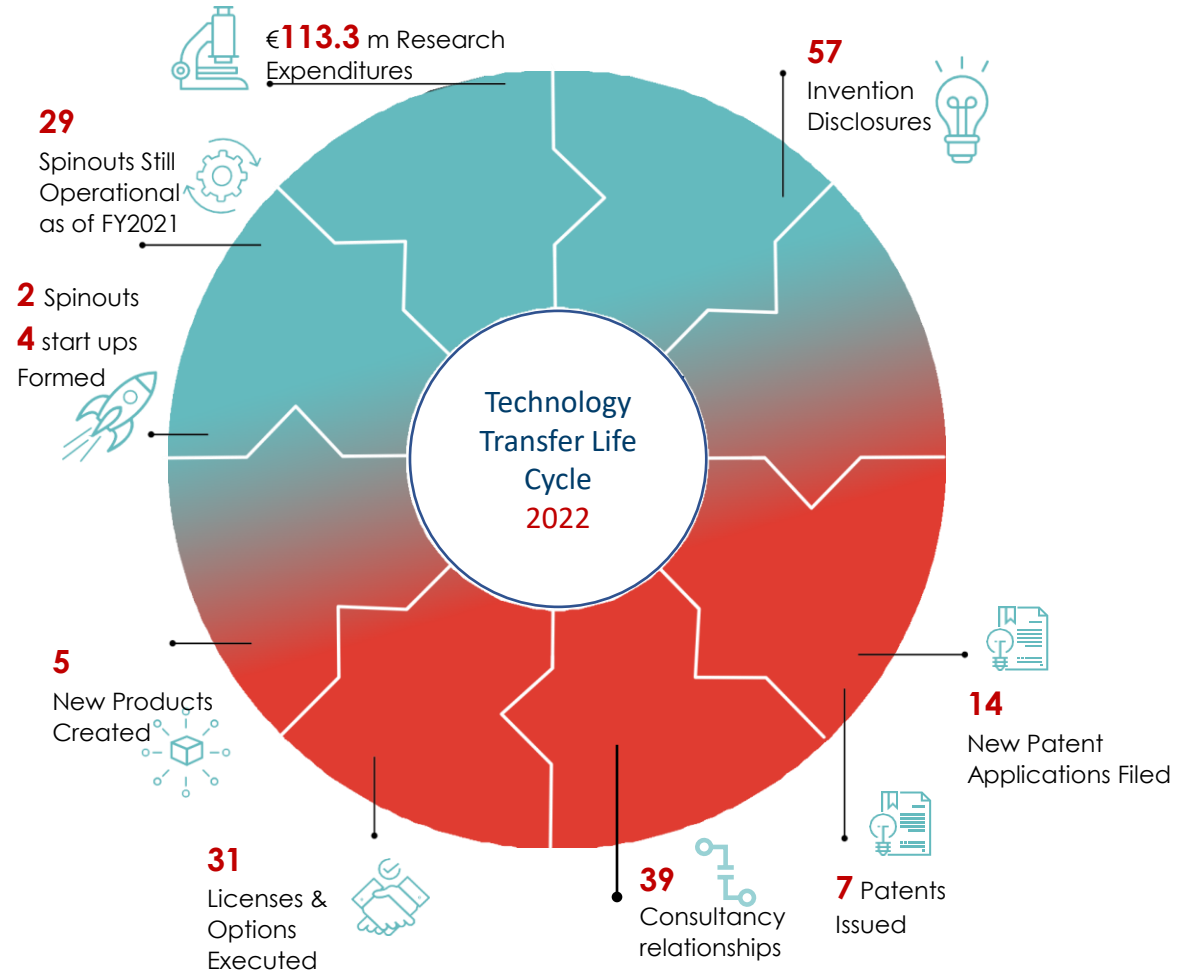 €113.3 m Research
Expenditures
57
Invention
Disclosures
29
Spinouts Still
Operational
as of FY2021
2 Spinouts
4 start ups
Formed
Technology
Transfer Life
Cycle
2022
5
New Products
Created
14
New Patent
Applications Filed
31
Licenses &
Options
Executed
39
Consultancy
relationships
7 Patents
Issued